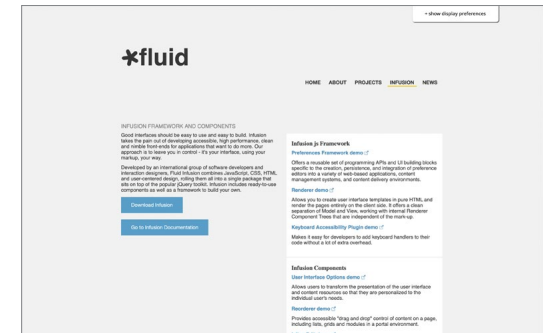 + show display preferences
fluid
HOME ABOUT PROJECTS INFUSION NEWS
INFUSION FRAMEWORK AND COMPONENTS
Good interfaces should be easy to use and easy to build. Infusion
takes the pain out of developing accessible, high performance, clean
and nimble front-ends for applications that want to do more. Our
approach is to leave you in control - it's your interface, using your
markup, your way.
Developed by an international group of software developers and
interaction designers, Fluid Infusion combines JavaScript, CSS, HTML
and user-centered design, rolling them all into a single package that
sits on top of the popular jQuery toolkit. Infusion includes ready-to-use
components as well as a framework to build your own.
Download Infusion
Go to Infusion Documentation
Infusion js Framework
Preferences Framework demo
Offers a reusable set of programming APIs and UI building blocks
specific to the creation, persistence, and integration of preference
editors into a variety of web-based applications, content
management systems, and content delivery environments.
Renderer demo
Allows you to create user interface templates in pure HTML, and
render the pages entirely on the client side. It offers a clean
separation of Model and View, working with internal Renderer
Component Trees that are independent of the mark-up.
Keyboard Accessibility Plugin demo
Makes it easy for developers to add keyboard handlers to their
code without a lot of extra overhead.
Infusion Components
User Interface Options demo
Allows users to transform the presentation of the user interface
and content resources so that they are personalized to the
individual user's needs.
Reorderer demo
Provides accessible "drag and drop" control of content on a page,
including lists, grids and modules in a portal environment.